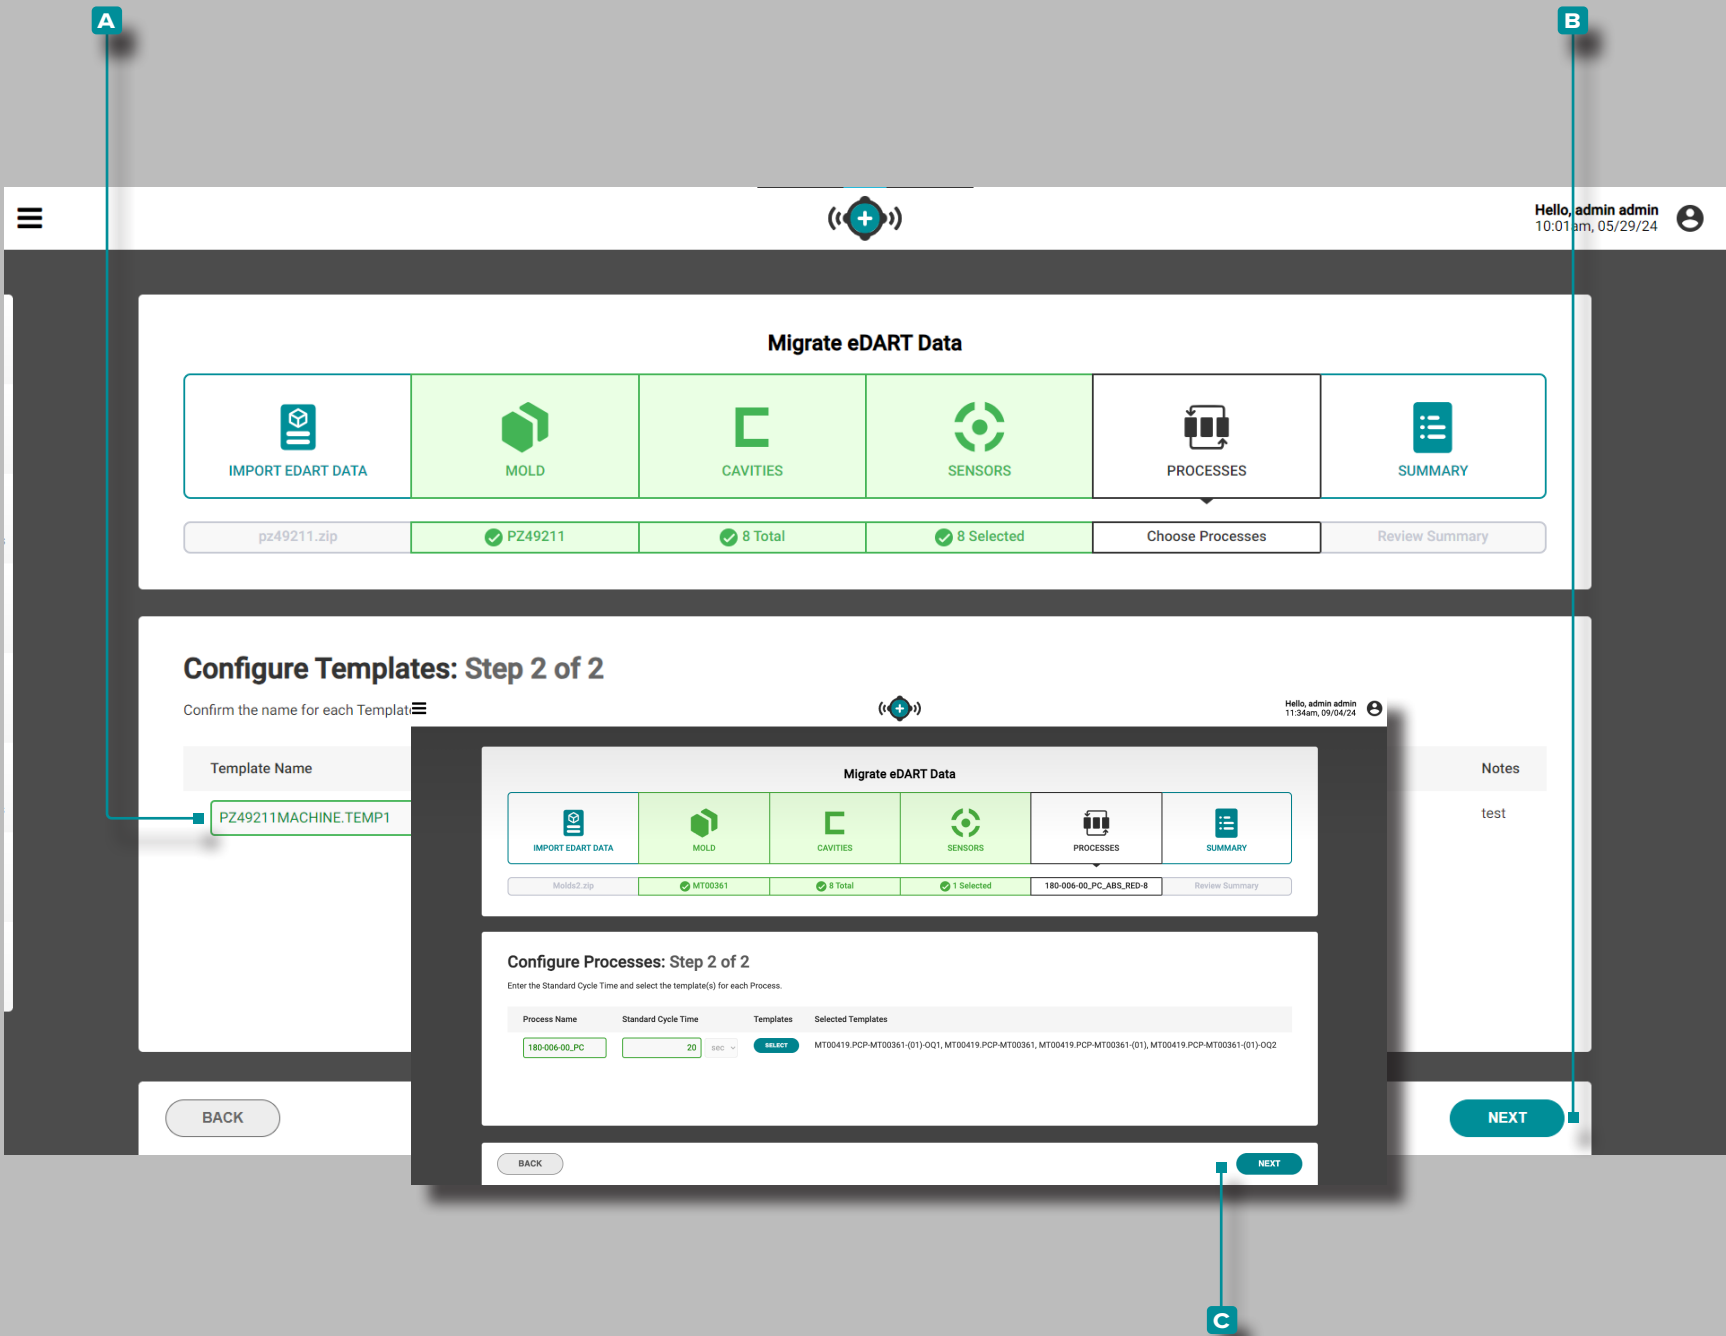 A
B
Hello, admin admin
10:01am, 05/29/24
Migrate eDART Data
IMPORT EDART DATA
MOLD
CAVITIES
SENSORS
PROCESSES
SUMMARY
pz49211.zip
PZ49211
8 Total
8 Selected
Choose Processes
Review Summary
Configure Templates: Step 2 of 2
Confirm the name for each Templat
Template Name
Notes
PZ49211MACHINE.TEMP1
test
BACK
NEXT
Hello, admin admin
11:34am, 09/04/24
Migrate eDART Data
IMPORT EDART DATA
MOLD
CAVITIES
SENSORS
PROCESSES
SUMMARY
Molds2.zip
MT00361
8 Total
1 Selected
180-006-00_PC_ABS_RED-8
Review Summary
Configure Processes: Step 2 of 2
Enter the Standard Cycle Time and select the template(s) for each Process.
Process Name
Standard Cycle Time
Templates
Selected Templates
180-006-00_PC
20
sec
SELECT
MT00419.PCP-MT00361-(01)-OQ1, MT00419.PCP-MT00361, MT00419.PCP-MT00361-(01), MT00419.PCP-MT00361-(01)-OQ2
BACK
NEXT
C